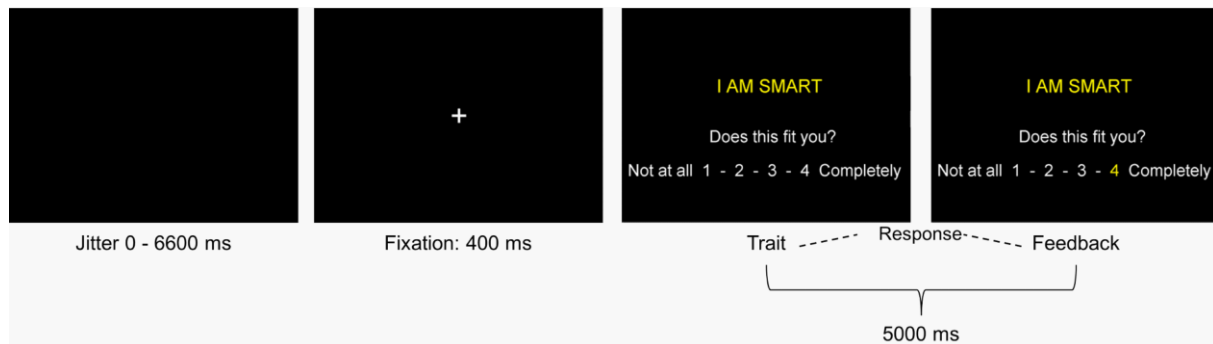 +
I AM SMART
Does this fit you?
Not at all 1 - 2 - 3 - 4 Completely
I AM SMART
Does this fit you?
Not at all 1 - 2 - 3 - 4 Completely
Jitter 0 - 6600 ms
Fixation: 400 ms
Trait
Response
Feedback
5000 ms